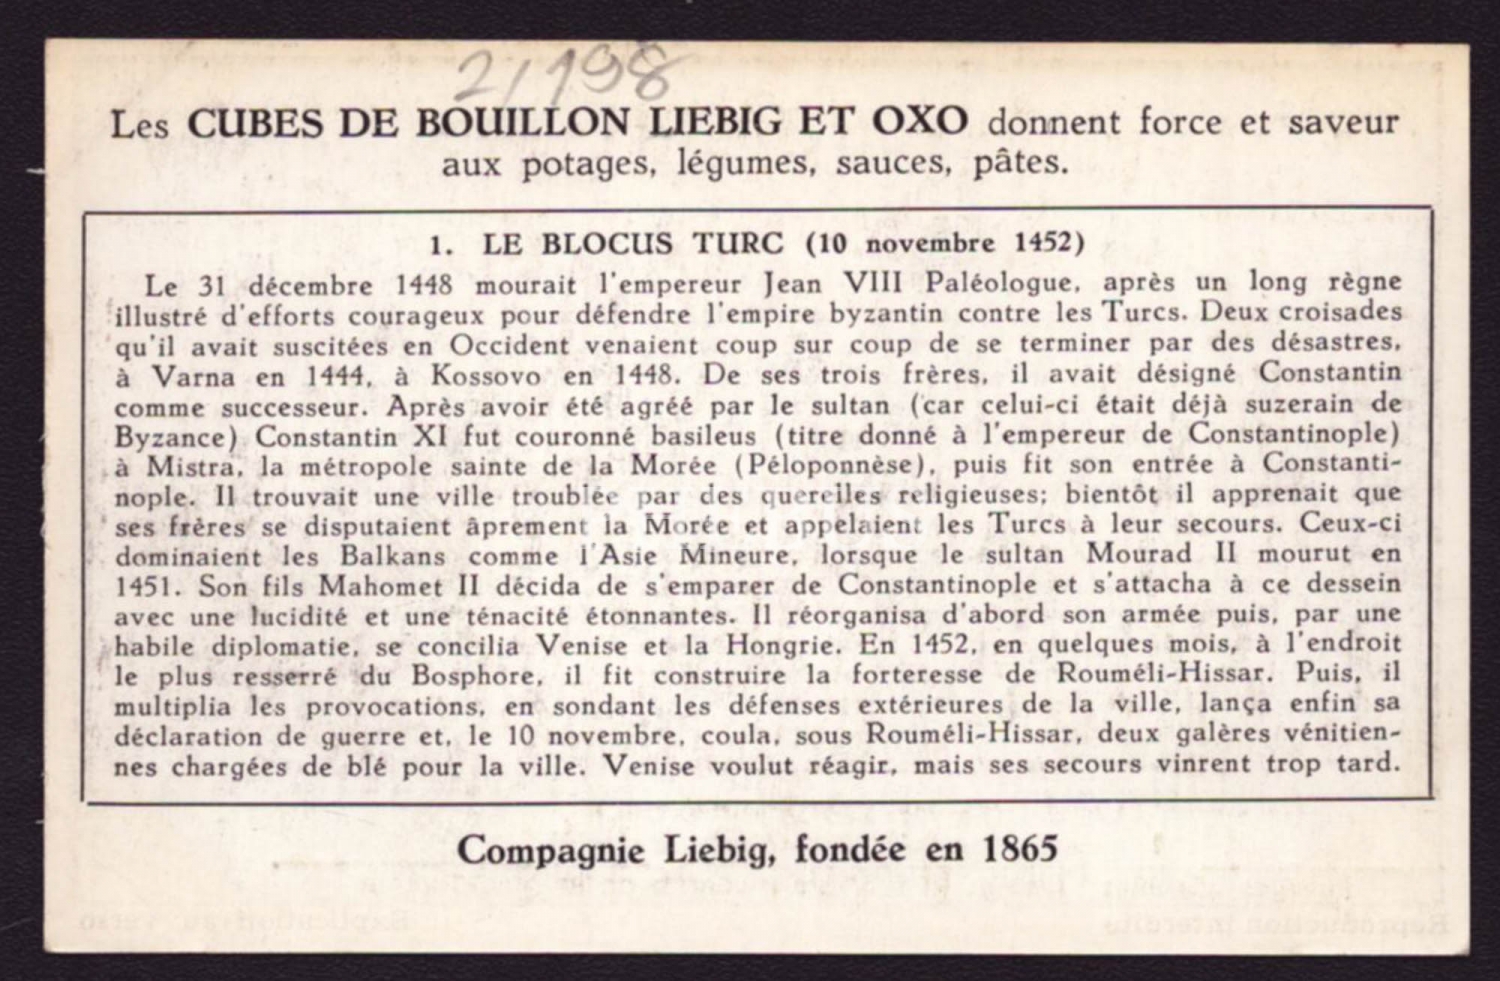 2/198
Les CUBES DE BOUILLON LIEBIG ET OXO donnent force et saveur
aux potages, légumes, sauces, pâtes.
1. LE BLOCUS TURC (10 novembre 1452)
Le 31 décembre 1448 mourait l'empereur Jean VIII Paléologue, après un long règne
illustré d'efforts courageux pour défendre l'empire byzantin contre les Turcs. Deux croisades
qu'il avait suscitées en Occident venaient coup sur coup de se terminer par des désastres,
à Varna en 1444, à Kossovo en 1448. De ses trois frères, il avait désigné Constantin
comme successeur. Après avoir été agréé par le sultan (car celui-ci était déjà suzerain de
Byzance) Constantin XI fut couronné basileus (titre donné à l'empereur de Constantinople)
à Mistra, la métropole sainte de la Morée (Péloponnèse), puis fit son entrée à Constanti-
nople. Il trouvait une ville troublée par des querelles religieuses; bientôt il apprenait que
ses frères se disputaient âprement la Morée et appelaient les Turcs à leur secours. Ceux-ci
dominaient les Balkans comme l'Asie Mineure, lorsque le sultan Mourad II mourut en
1451. Son fils Mahomet II décida de s'emparer de Constantinople et s'attacha à ce dessein
avec une lucidité et une ténacité étonnantes. Il réorganisa d'abord son armée puis, par une
habile diplomatie, se concilia Venise et la Hongrie. En 1452, en quelques mois, à l'endroit
le plus resserré du Bosphore, il fit construire la forteresse de Rouméli-Hissar. Puis, il
multiplia les provocations, en sondant les défenses extérieures de la ville, lança enfin sa
déclaration de guerre et, le 10 novembre, coula, sous Rouméli-Hissar, deux galères vénitien-
nes chargées de blé pour la ville. Venise voulut réagir, mais ses secours vinrent trop tard.
Compagnie Liebig, fondée en 1865